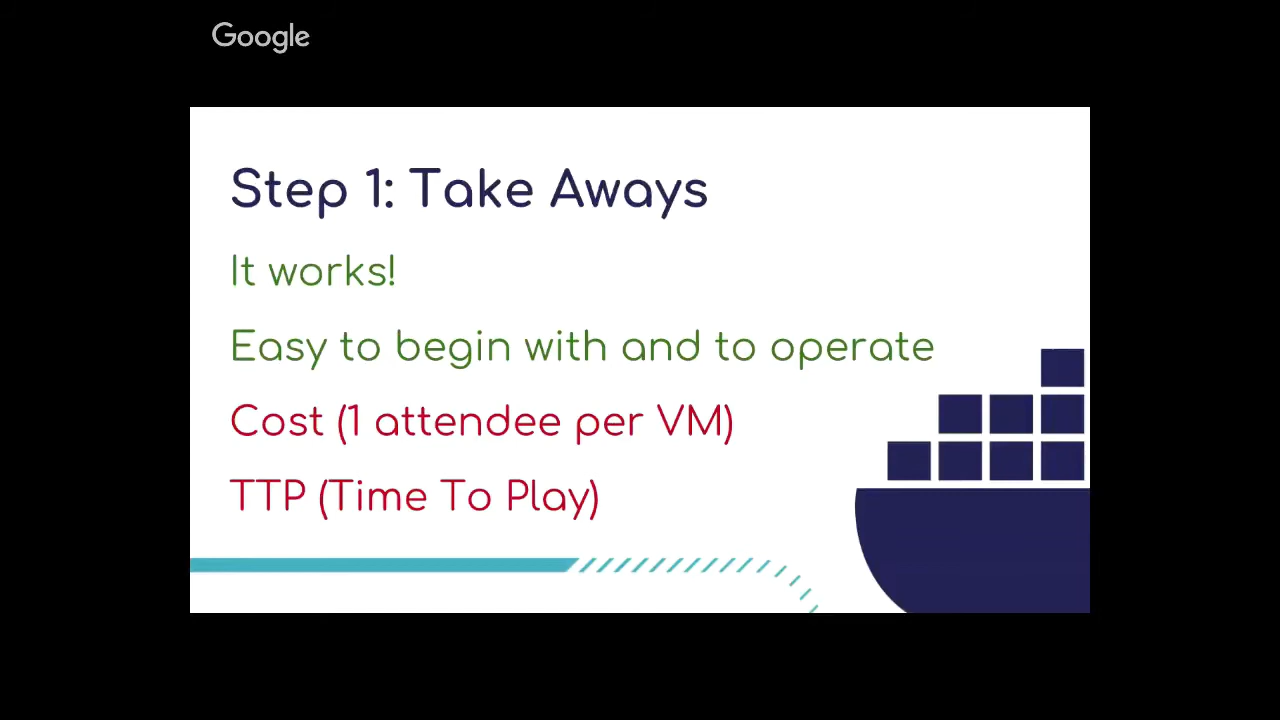 Google
Step 1: Take Aways
It works!
Easy to begin with and to operate
Cost (1 attendee per VM)
TTP (Time To Play)